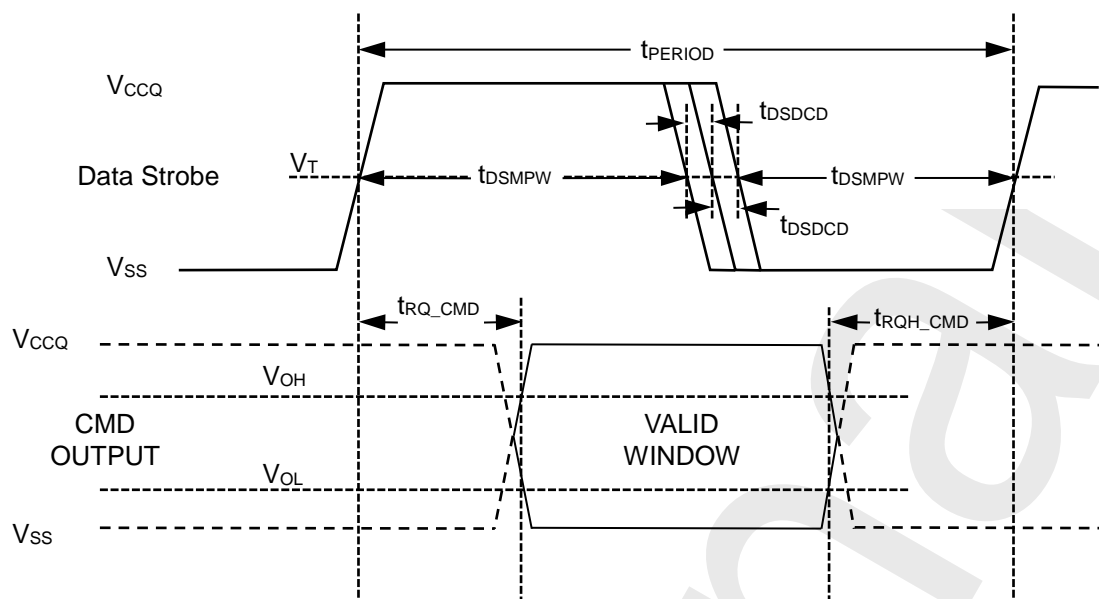 tPERIOD
VCCQ
tDSDCD
Data Strobe
VT
tDSMPW
tDSMPW
tDSDCD
VSS
tRQ_CMD
tRQH_CMD
VCCQ
VOH
CMD
OUTPUT
VALID
WINDOW
VOL
VSS